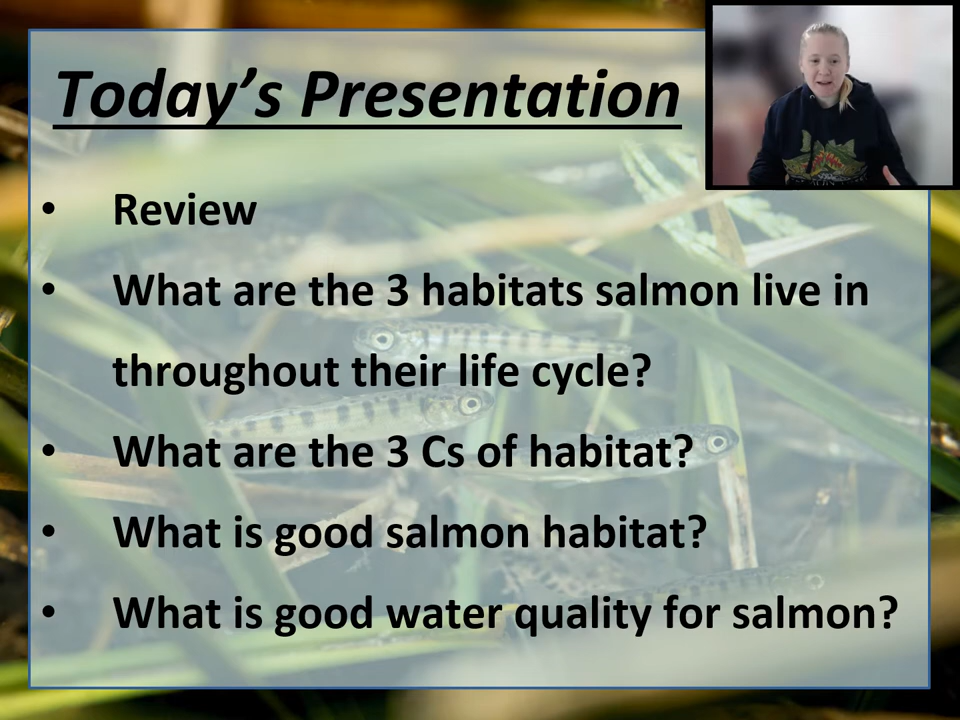 Today’s Presentation
• Review
• What are the 3 habitats salmon live in
throughout their life cycle?
• What are the 3 Cs of habitat?
• What is good salmon habitat?
• What is good water quality for salmon?